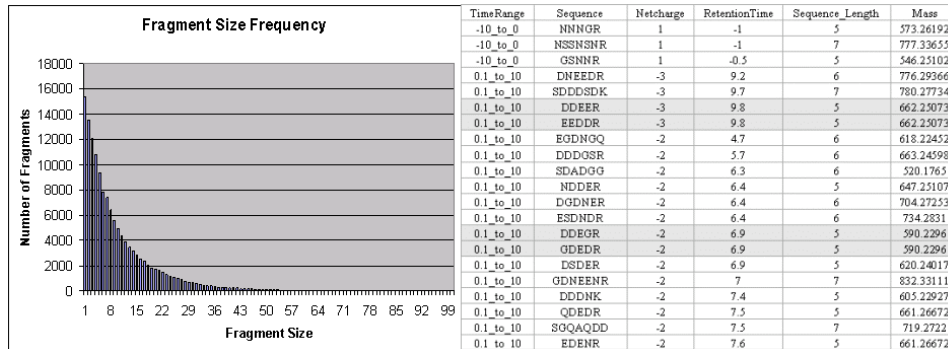 Fragment Size Frequency
Number of Fragments
18000
16000
14000
12000
10000
8000
6000
4000
2000
0
1 8 15 22 29 36 43 50 57 64 71 78 85 92 99
Fragment Size
TimeRange Sequence Netcharge RetentionTime Sequence_Length Mass
-10_to_0 NNNGR 1 -1 5 573.26192
-10_to_0 NSSNSNR 1 -1 7 777.33655
-10_to_0 GSNNR 1 -0.5 5 546.25102
0.1_to_10 DNEEDR -3 9.2 6 776.29366
0.1_to_10 SDDDSDK -3 9.7 7 780.27734
0.1_to_10 DDEER -3 9.8 5 662.25073
0.1_to_10 EEDDR -3 9.8 5 662.25073
0.1_to_10 EGDNGQ -2 4.7 6 618.22452
0.1_to_10 DDDGSR -2 5.7 6 663.24598
0.1_to_10 SDADGG -2 6.3 6 520.1765
0.1_to_10 NDDER -2 6.4 5 647.25107
0.1_to_10 DGDNER -2 6.4 6 704.27253
0.1_to_10 ESDNDR -2 6.4 6 734.2831
0.1_to_10 DDEGR -2 6.9 5 590.2296
0.1_to_10 GDEDR -2 6.9 5 590.2296
0.1_to_10 DSDER -2 6.9 5 620.24017
0.1_to_10 GDNEENR -2 7 7 832.33111
0.1_to_10 DDDNK -2 7.4 5 605.22927
0.1_to_10 QDEDR -2 7.5 5 661.26672
0.1_to_10 SGQAQDD -2 7.5 7 719.2722
0.1_to_10 EDENR -2 7.6 5 661.26672